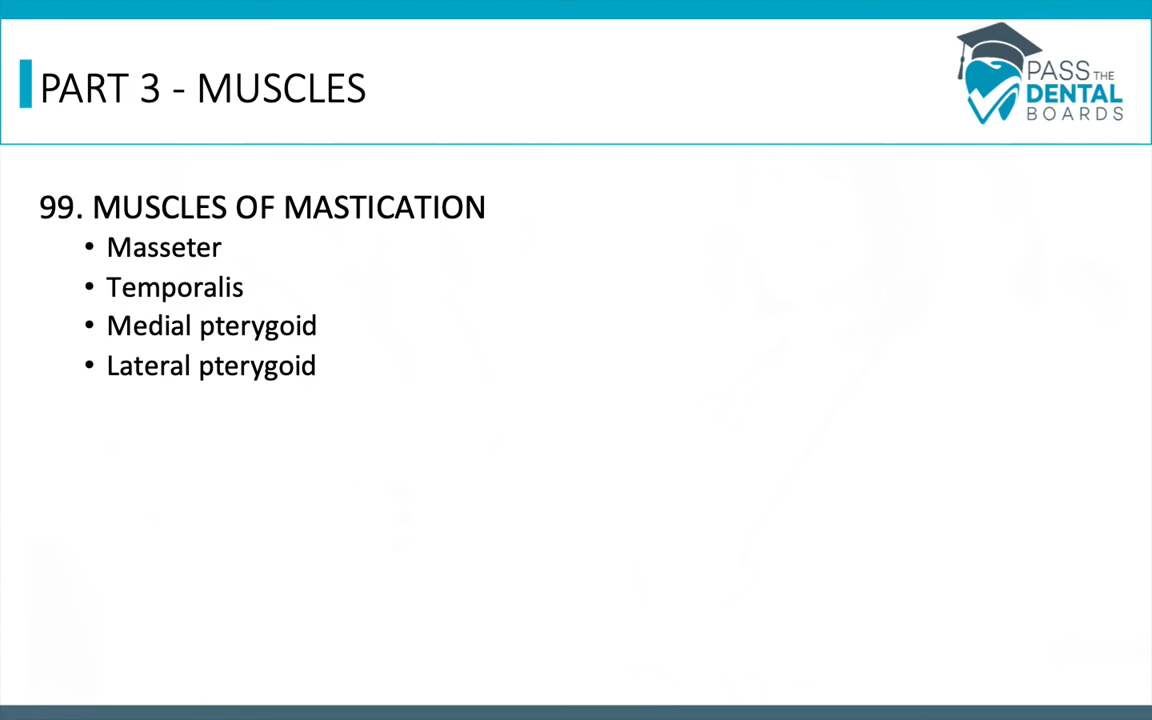 PART 3 - MUSCLES
PASS THE
DENTAL
BOARDS
99. MUSCLES OF MASTICATION
• Masseter
• Temporalis
• Medial pterygoid
• Lateral pterygoid